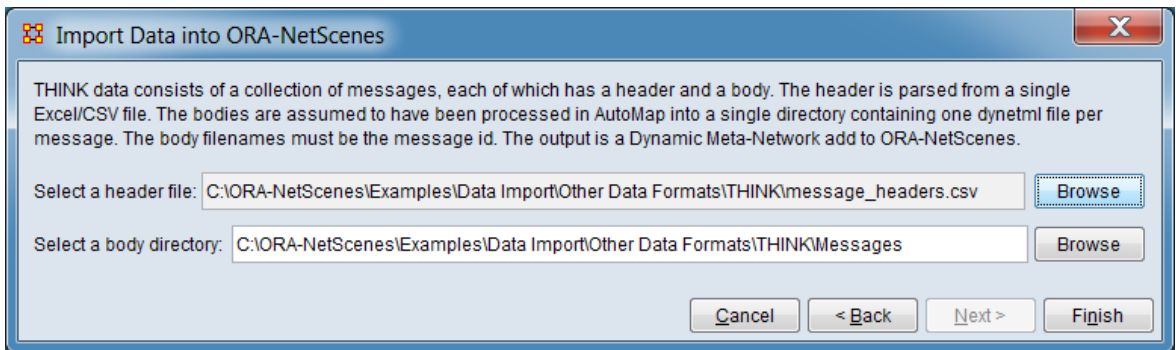 Import Data into ORA-NetScenes
X
THINK data consists of a collection of messages, each of which has a header and a body. The header is parsed from a single
Excel/CSV file. The bodies are assumed to have been processed in AutoMap into a single directory containing one dynetml file per
message. The body filenames must be the message id. The output is a Dynamic Meta-Network add to ORA-NetScenes.
Select a header file: C:\ORA-NetScenes\Examples\Data Import\Other Data Formats\THINK\message_headers.csv Browse
Select a body directory: C:\ORA-NetScenes\Examples\Data Import\Other Data Formats\THINK\Messages Browse
Cancel < Back Next > Finish